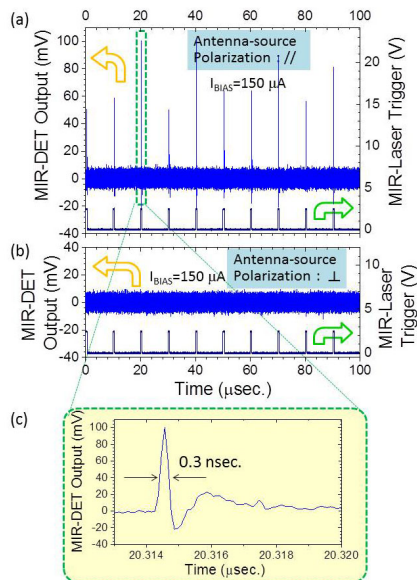 (a)
0 20 40 60 80 100
MIR-DET Output (mV)
100
80
60
40
20
0
-20
-40
Antenna-source
Polarization : //
I_BIAS=150 μA
MIR-Laser Trigger (V)
20
15
10
5
0
(b)
MIR-DET
Output (mV)
40
20
0
-20
-40
Antenna-source
Polarization : ⊥
I_BIAS=150 μA
MIR-Laser
Trigger (V)
10
5
0
0 20 40 60 80 100
Time (μsec.)
(c)
MIR-DET Output (mV)
100
80
60
40
20
0
-20
-40
0.3 nsec.
20.314 20.316 20.318 20.320
Time (μsec.)